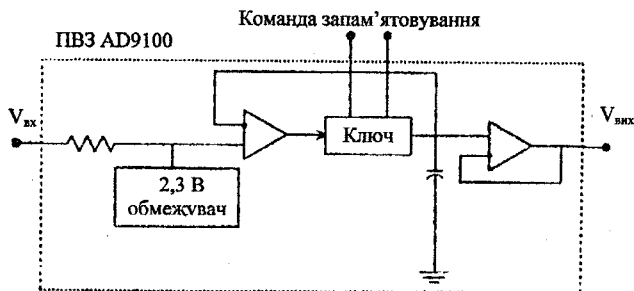 Команда запам’ятовування
ПВЗ AD9100
Vвх
Vвих
Ключ
2,3 В
обмежувач